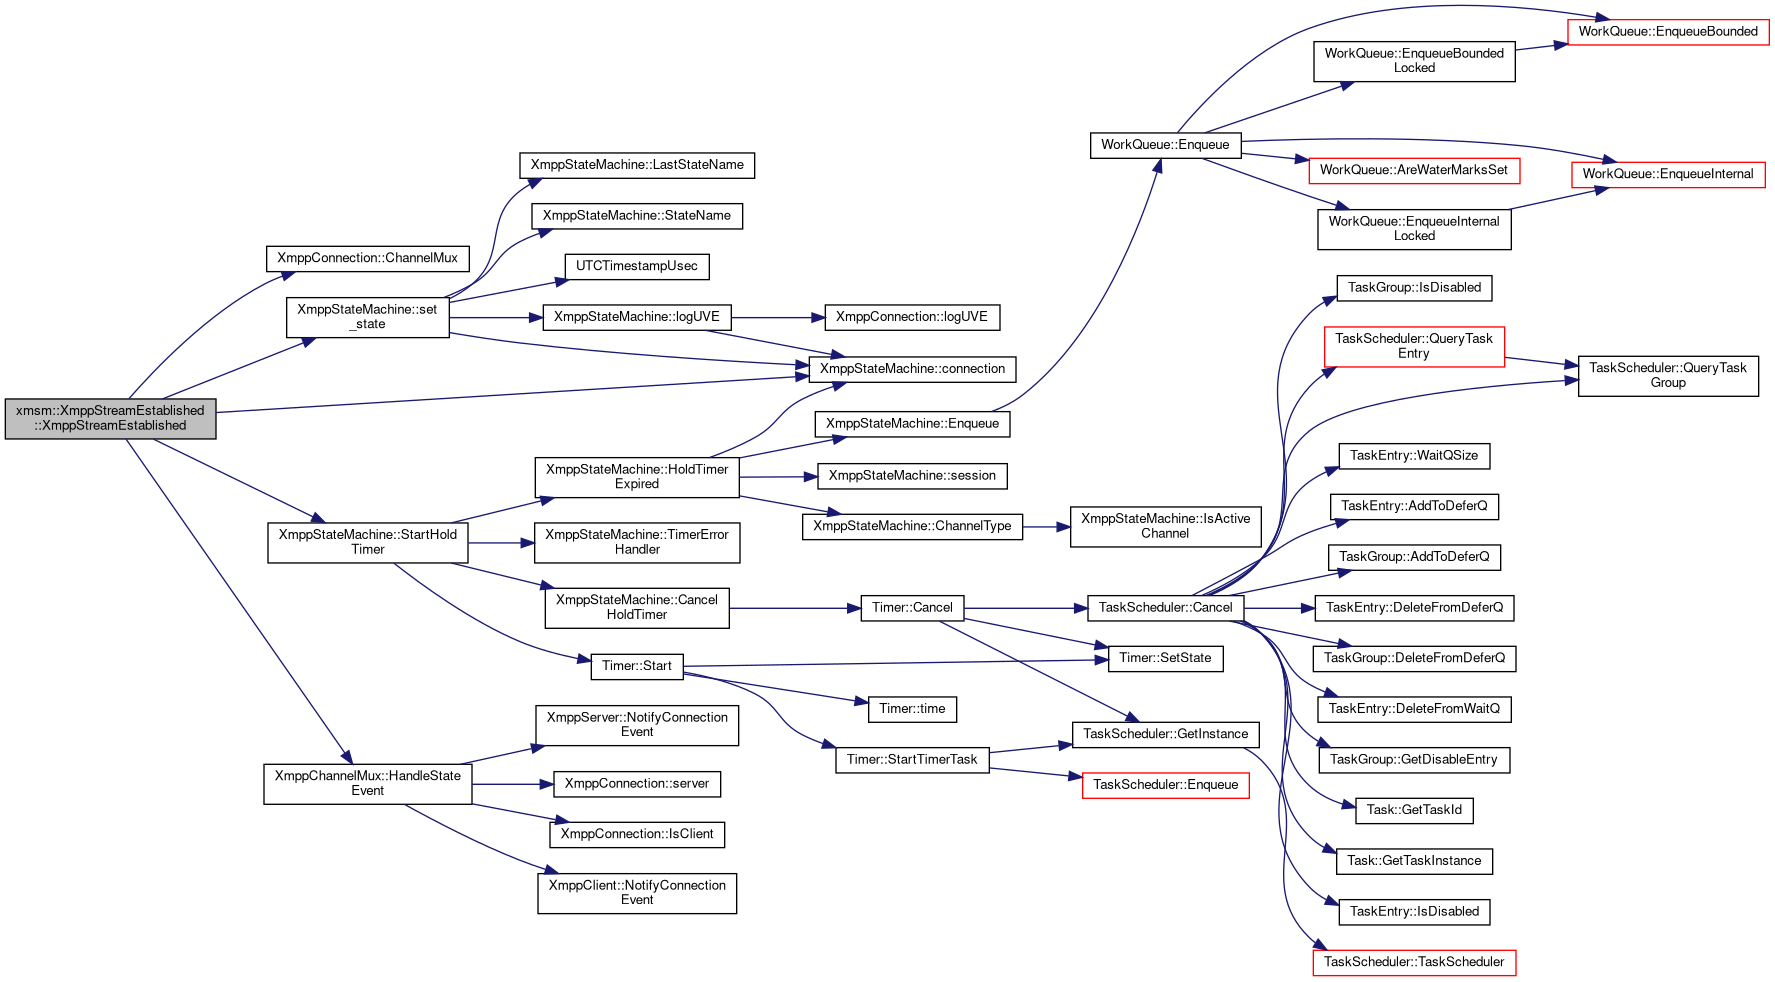 xmsm::XmppStreamEstablished
::XmppStreamEstablished
XmppConnection::ChannelMux
XmppStateMachine::set
_state
XmppStateMachine::StartHold
Timer
XmppChannelMux::HandleState
Event
XmppStateMachine::LastStateName
XmppStateMachine::StateName
UTCTimestampUsec
XmppStateMachine::logUVE
XmppStateMachine::HoldTimer
Expired
XmppStateMachine::TimerError
Handler
XmppStateMachine::Cancel
HoldTimer
Timer::Start
XmppServer::NotifyConnection
Event
XmppConnection::server
XmppConnection::IsClient
XmppClient::NotifyConnection
Event
XmppConnection::logUVE
XmppStateMachine::connection
XmppStateMachine::Enqueue
XmppStateMachine::session
XmppStateMachine::ChannelType
Timer::Cancel
Timer::time
Timer::StartTimerTask
WorkQueue::Enqueue
XmppStateMachine::IsActive
Channel
TaskScheduler::Cancel
Timer::SetState
TaskScheduler::GetInstance
TaskScheduler::Enqueue
WorkQueue::EnqueueBounded
Locked
WorkQueue::AreWaterMarksSet
WorkQueue::EnqueueInternal
Locked
TaskGroup::IsDisabled
TaskScheduler::QueryTask
Entry
TaskEntry::WaitQSize
TaskEntry::AddToDeferQ
TaskGroup::AddToDeferQ
TaskEntry::DeleteFromDeferQ
TaskGroup::DeleteFromDeferQ
TaskEntry::DeleteFromWaitQ
TaskGroup::GetDisableEntry
Task::GetTaskId
Task::GetTaskInstance
TaskEntry::IsDisabled
TaskScheduler::TaskScheduler
WorkQueue::EnqueueBounded
WorkQueue::EnqueueInternal
TaskScheduler::QueryTask
Group